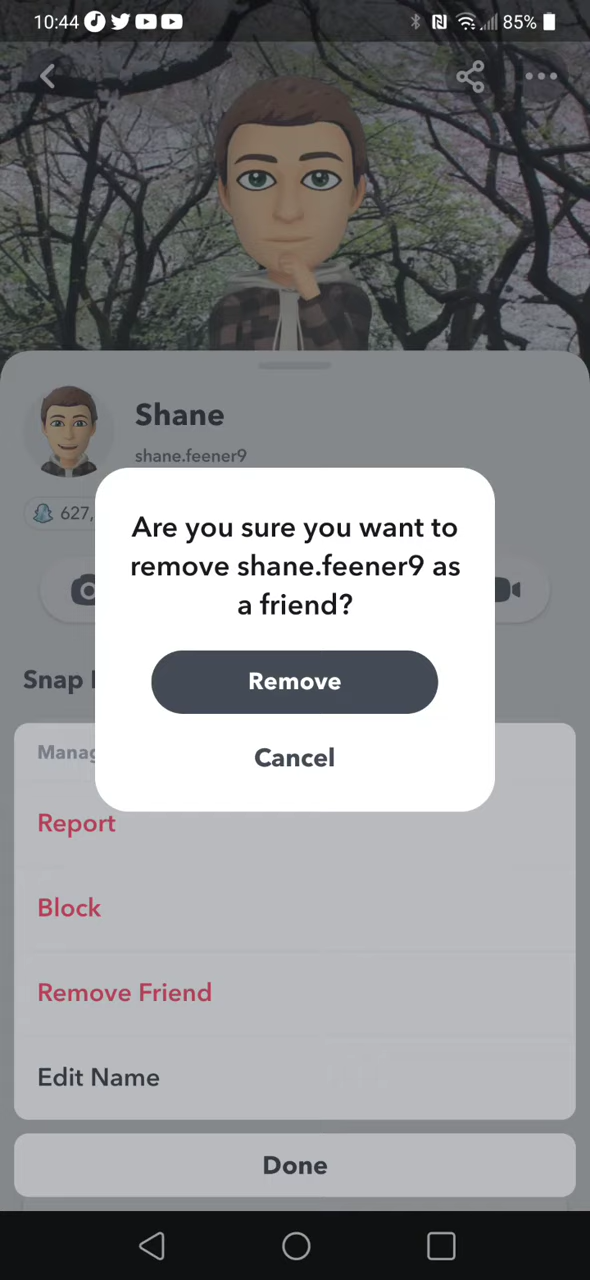 10:44
85%
Shane
shane.feener9
627,
Are you sure you want to
remove shane.feener9 as
a friend?
Remove
Snap
Cancel
Report
Block
Remove Friend
Edit Name
Done